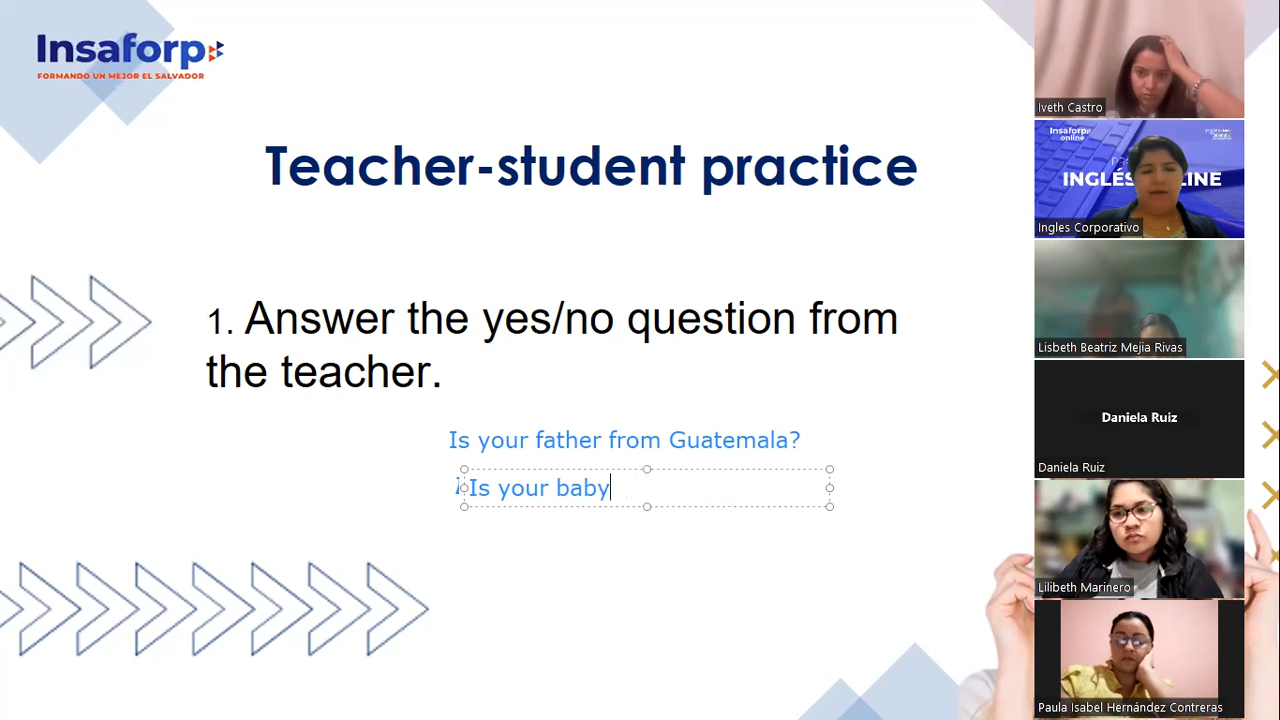 Insaforp
FORMANDO UN MEJOR EL SALVADOR
Teacher-student practice
1. Answer the yes/no question from
the teacher.
Is your father from Guatemala?
Is your baby
Iveth Castro
Insaforp
online
INGLÉS ONLINE
Ingles Corporativo
Lisbeth Beatriz Mejia Rivas
Daniela Ruiz
Daniela Ruiz
Lilibeth Marinero
Paula Isabel Hernández Contreras